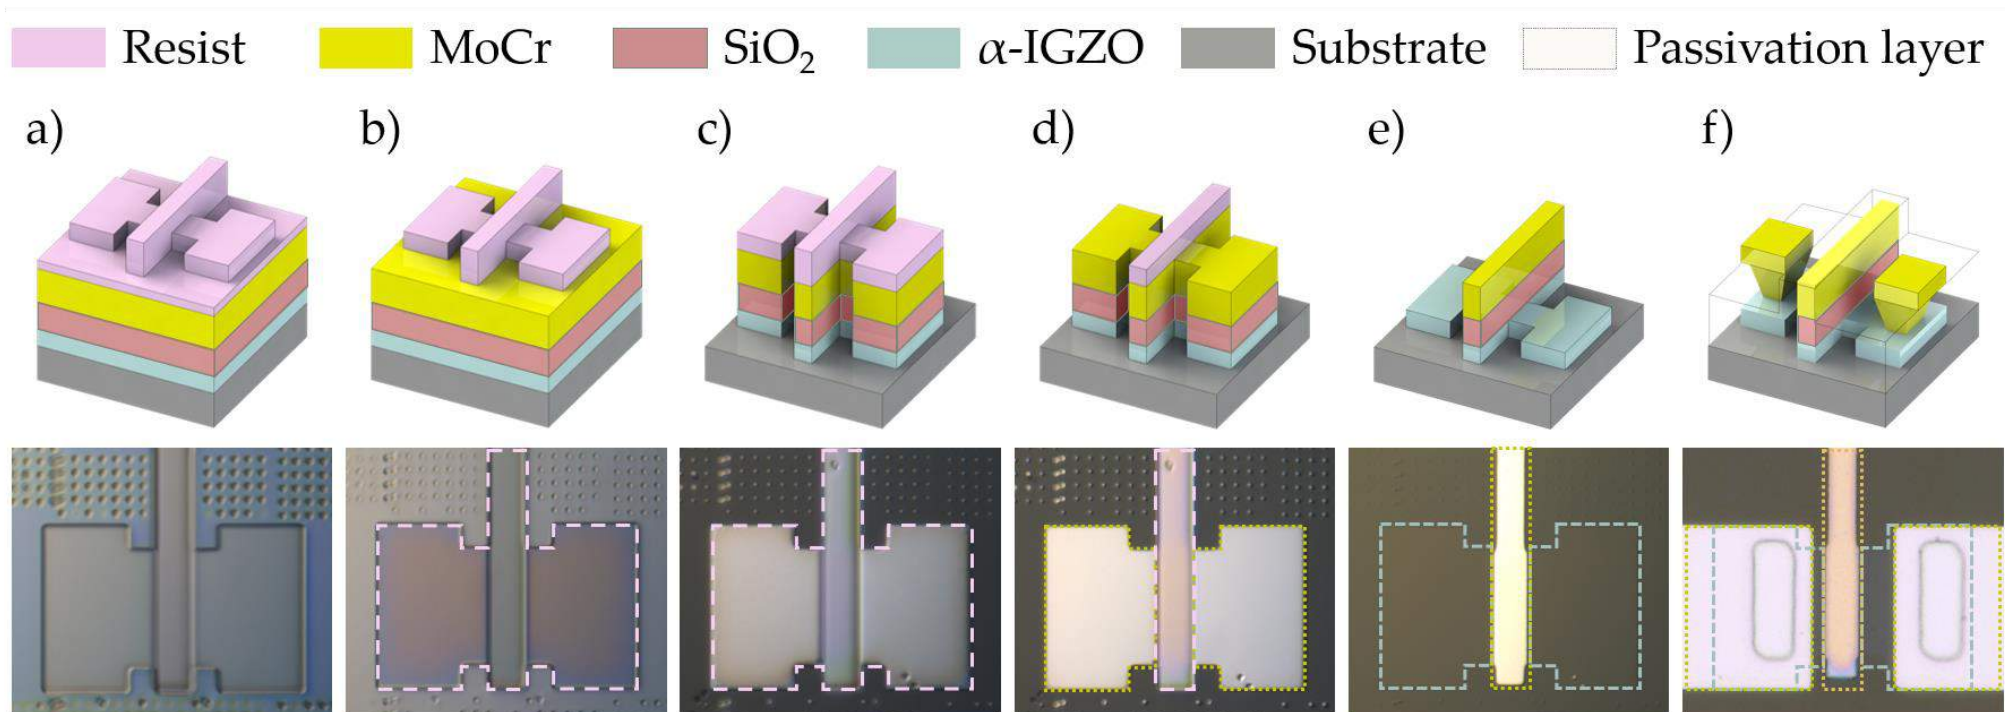 Resist MoCr SiO₂ α-IGZO Substrate Passivation layer
a) b) c) d) e) f)